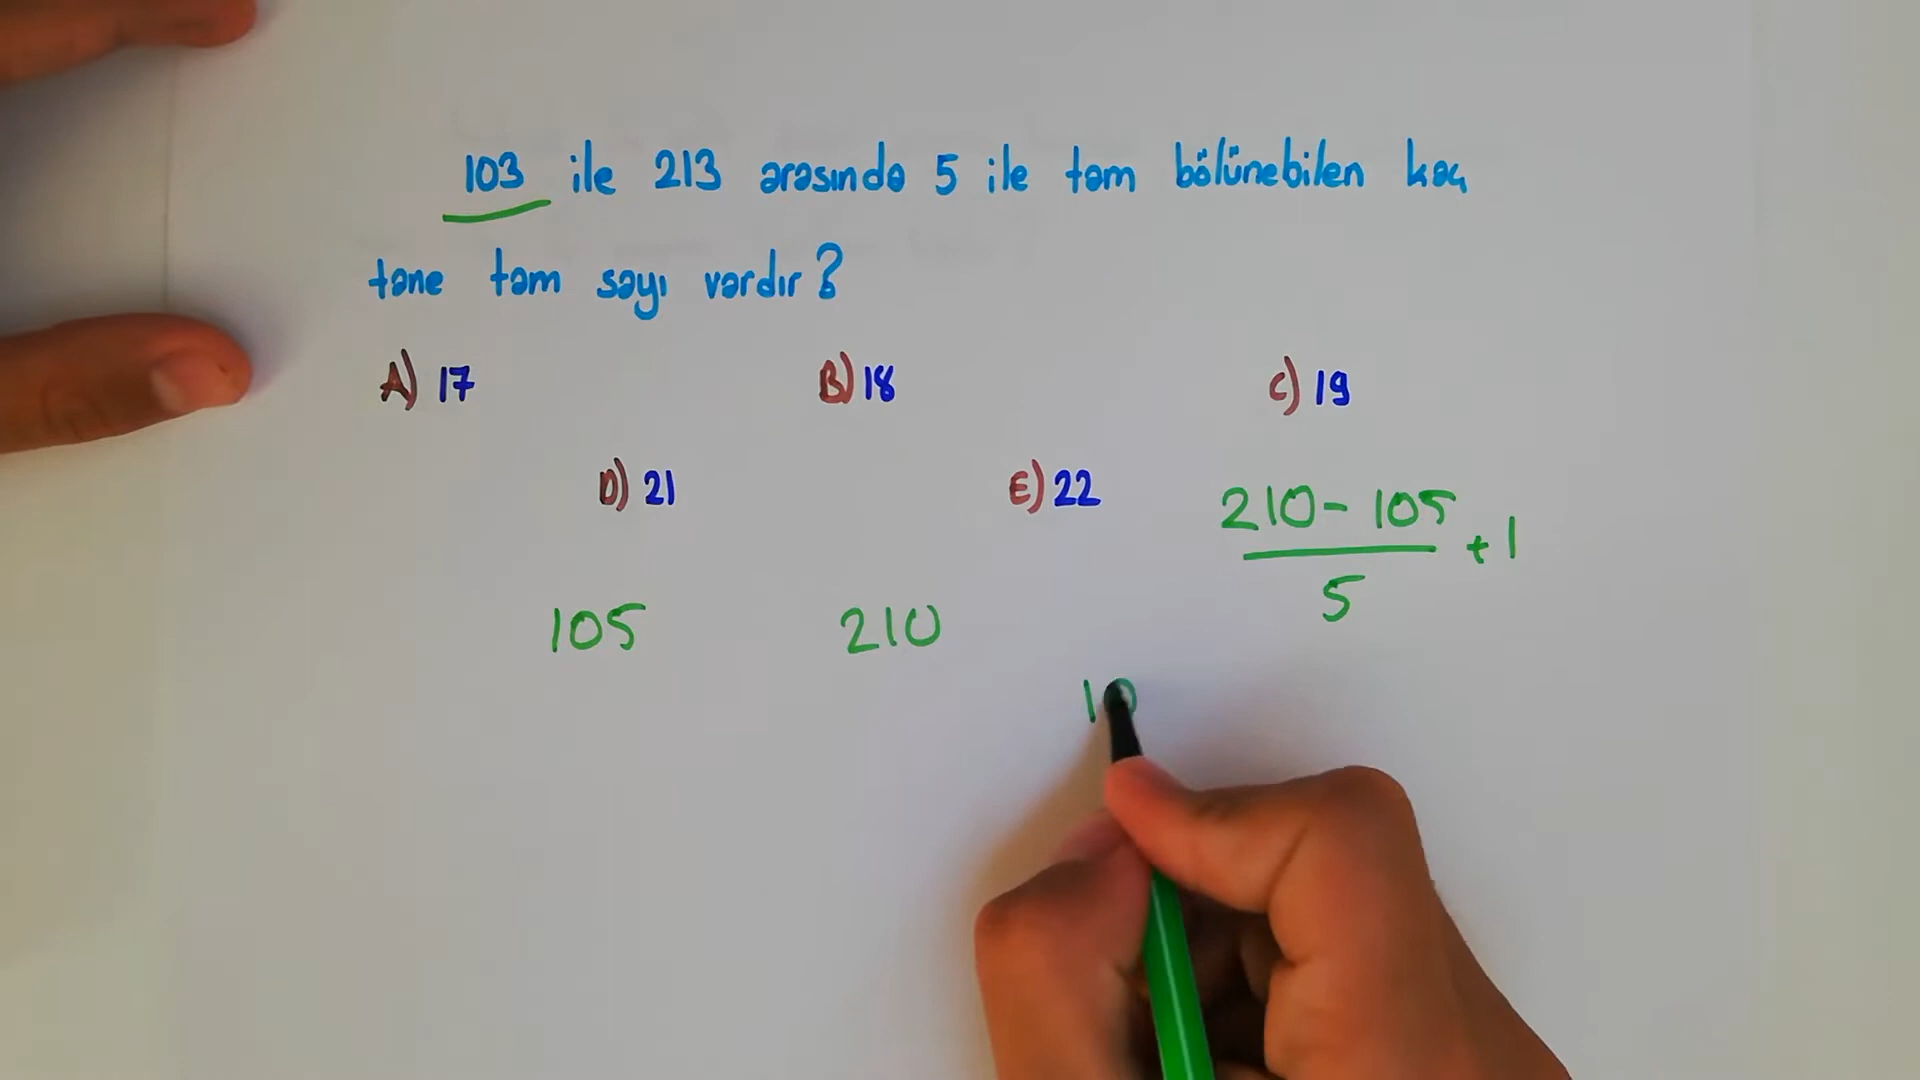 103 ile 213 arasında 5 ile tam bölünebilen kaç
tane tam sayı vardır?
A) 17 B) 18 C) 19
D) 21 E) 22
210 - 105
5
+ 1
105 210
10